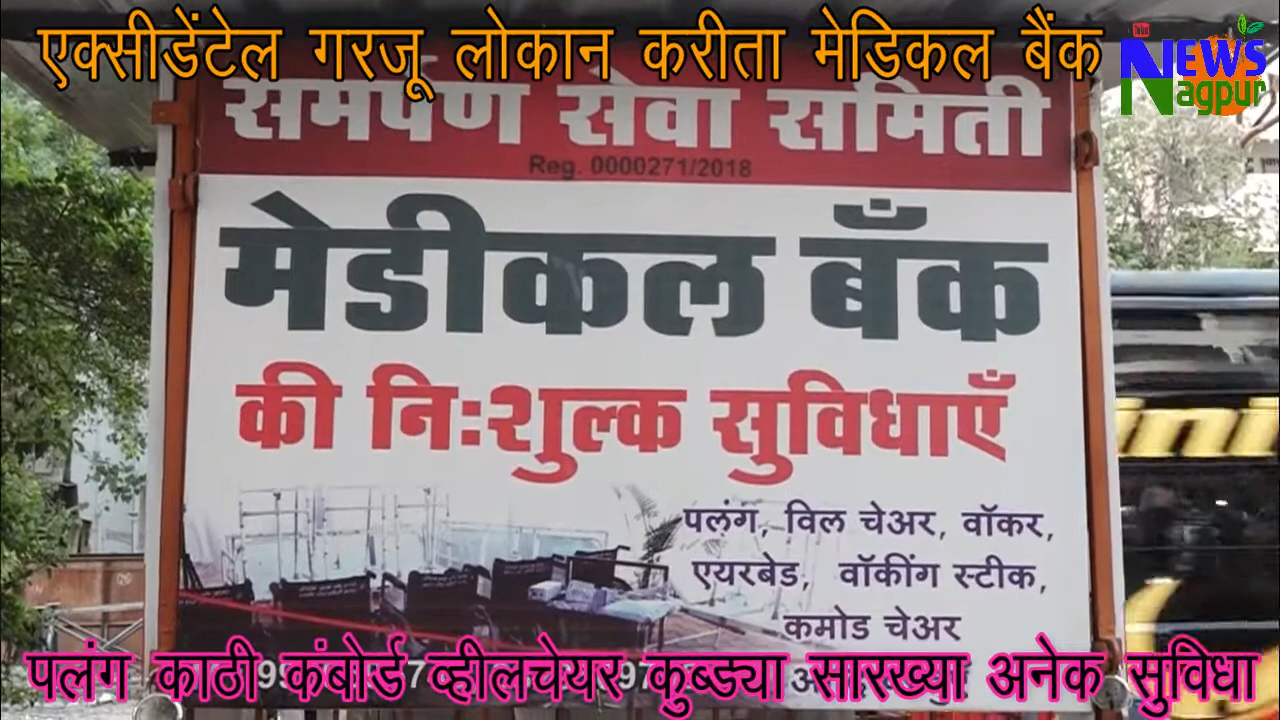 एक्सीडेंटेल गरजू लोकान करीता मेडिकल बैंक
You NEWS Nagpur
समर्पण सेवा समिती
Reg. 0000271/2018
मेडीकल बँक
की निःशुल्क सुविधाएँ
पलंग, विल चेअर, वॉकर,
एयरबेड, वॉकींग स्टीक,
कमोड चेअर
पलंग काठी कंबोर्ड व्हीलचेयर कुब्ड्या सारख्या अनेक सुविधा